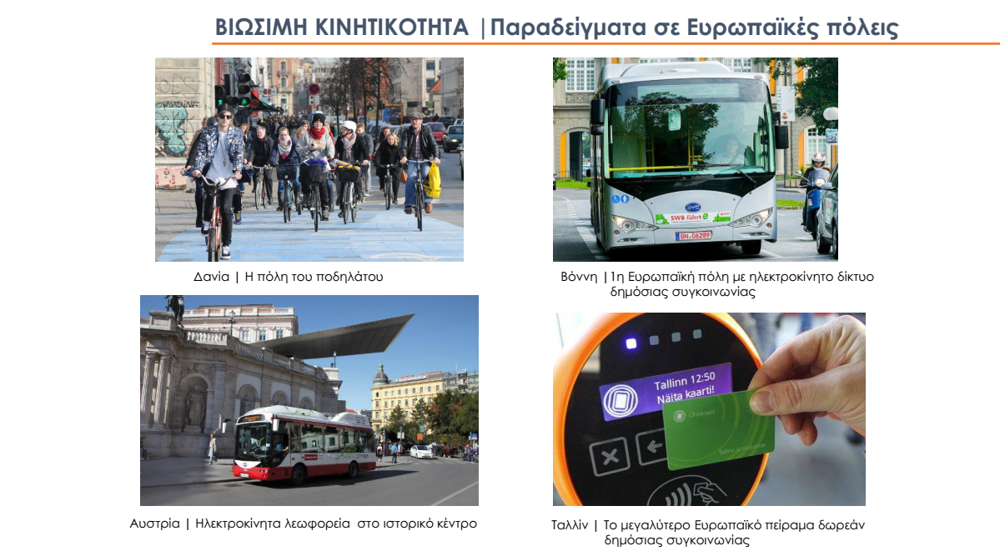 ΒΙΩΣΙΜΗ ΚΙΝΗΤΙΚΟΤΗΤΑ | Παραδείγματα σε Ευρωπαϊκές πόλεις
BYD
SWB fährt e
BN 06289
Δανία | Η πόλη του ποδηλάτου
Βόννη | 1η Ευρωπαϊκή πόλη με ηλεκτροκίνητο δίκτυο
δημόσιας συγκοινωνίας
Tallinn 12:50
Näita kaarti!
Ühiskaart
Αυστρία | Ηλεκτροκίνητα λεωφορεία στο ιστορικό κέντρο
Ταλλίν | Το μεγαλύτερο Ευρωπαϊκό πείραμα δωρεάν
δημόσιας συγκοινωνίας